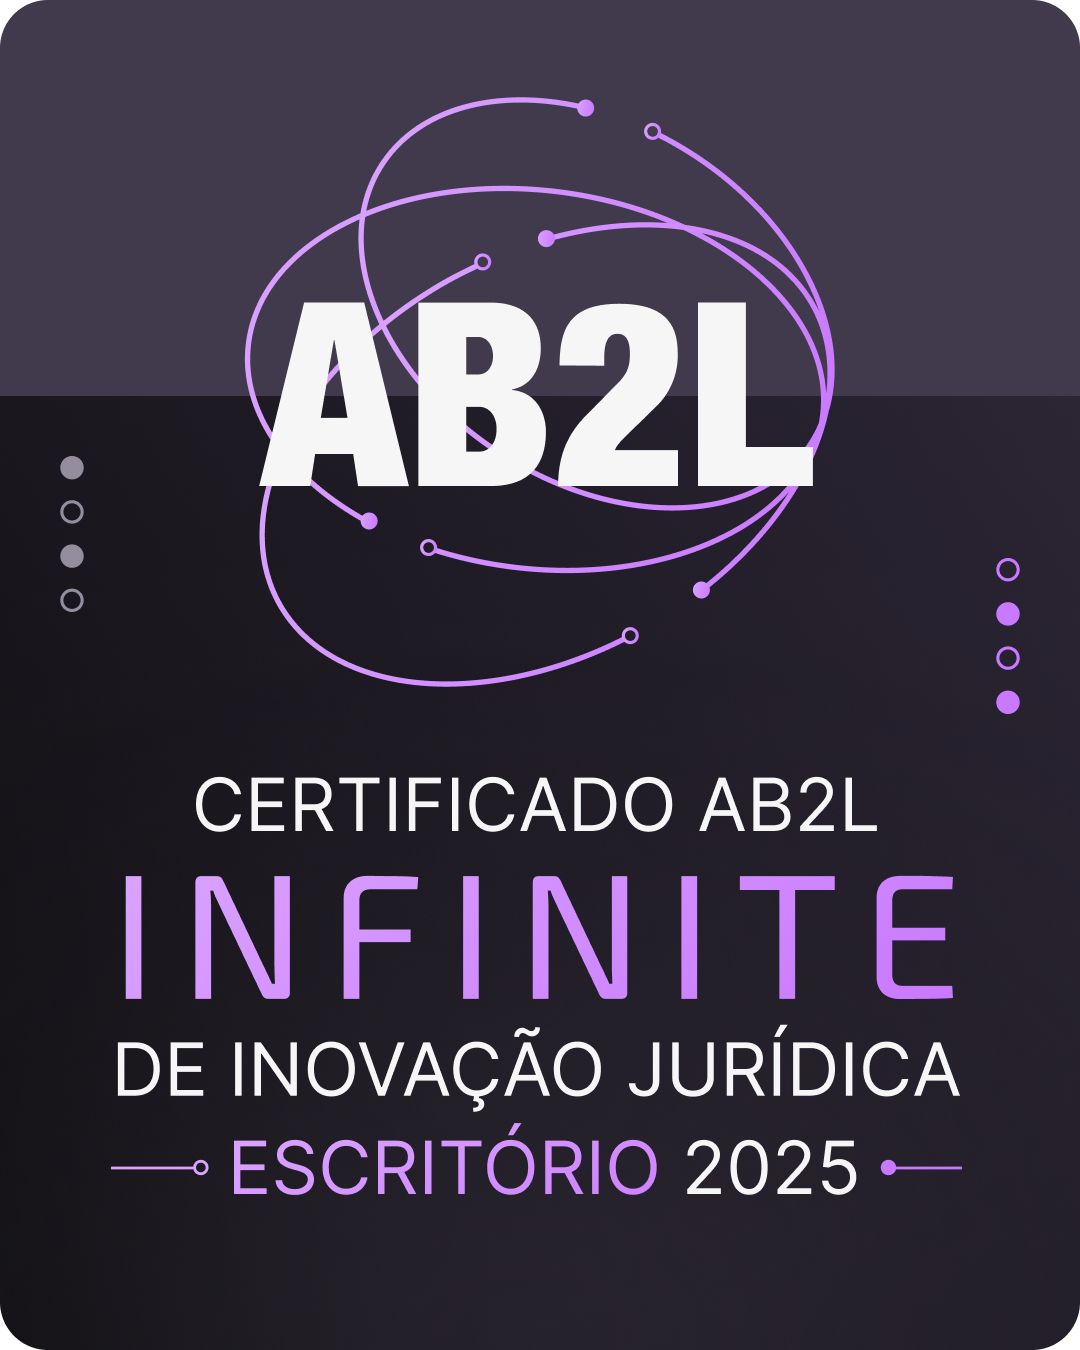 AB2L
CERTIFICADO AB2L
INFINITE
DE INOVAÇÃO JURÍDICA
ESCRITÓRIO 2025